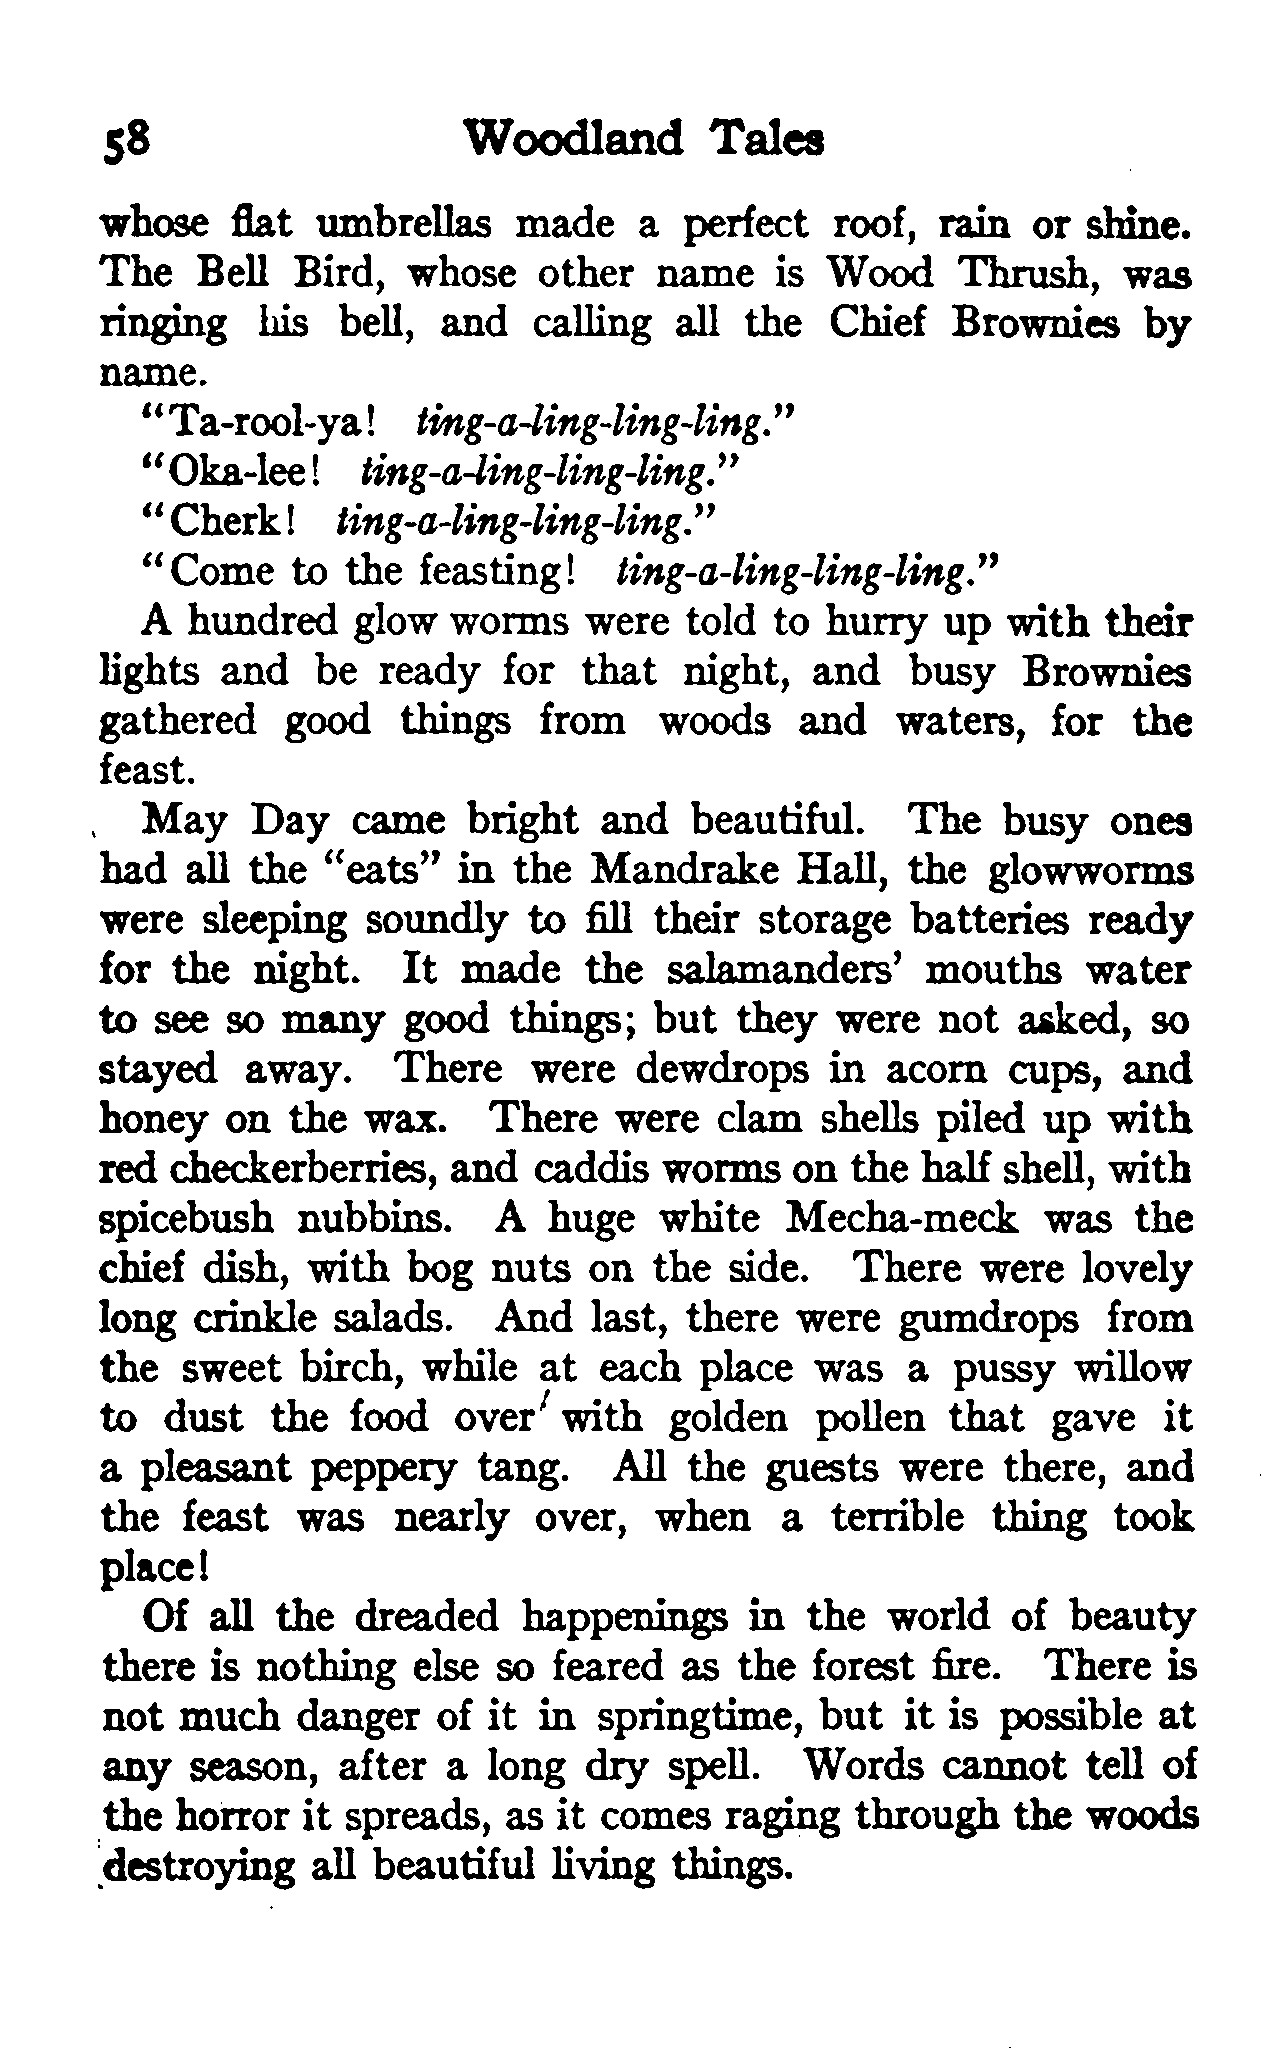 58 Woodland Tales
whose flat umbrellas made a perfect roof, rain or shine.
The Bell Bird, whose other name is Wood Thrush, was
ringing his bell, and calling all the Chief Brownies by
name.
"Ta-rool-ya! ting-a-ling-ling-ling."
"Oka-lee! ting-a-ling-ling-ling."
"Cherk! ting-a-ling-ling-ling."
"Come to the feasting! ting-a-ling-ling-ling."
A hundred glow worms were told to hurry up with their
lights and be ready for that night, and busy Brownies
gathered good things from woods and waters, for the
feast.
May Day came bright and beautiful. The busy ones
had all the "eats" in the Mandrake Hall, the glowworms
were sleeping soundly to fill their storage batteries ready
for the night. It made the salamanders' mouths water
to see so many good things; but they were not asked, so
stayed away. There were dewdrops in acorn cups, and
honey on the wax. There were clam shells piled up with
red checkerberries, and caddis worms on the half shell, with
spicebush nubbins. A huge white Mecha-meck was the
chief dish, with bog nuts on the side. There were lovely
long crinkle salads. And last, there were gumdrops from
the sweet birch, while at each place was a pussy willow
to dust the food over with golden pollen that gave it
a pleasant peppery tang. All the guests were there, and
the feast was nearly over, when a terrible thing took
place!
Of all the dreaded happenings in the world of beauty
there is nothing else so feared as the forest fire. There is
not much danger of it in springtime, but it is possible at
any season, after a long dry spell. Words cannot tell of
the horror it spreads, as it comes raging through the woods
destroying all beautiful living things.